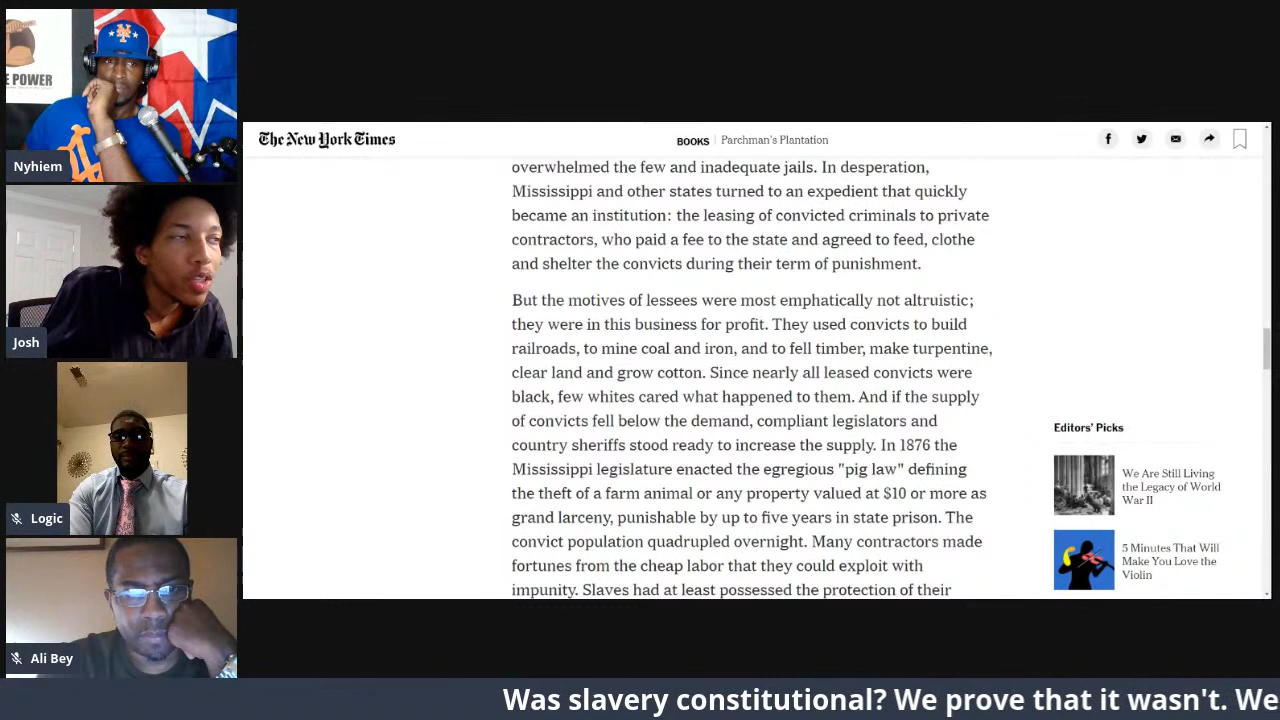 E POWER
Nyhiem
Josh
Logic
Ali Bey
The New York Times
BOOKS | Parchman's Plantation
overwhelmed the few and inadequate jails. In desperation,
Mississippi and other states turned to an expedient that quickly
became an institution: the leasing of convicted criminals to private
contractors, who paid a fee to the state and agreed to feed, clothe
and shelter the convicts during their term of punishment.
But the motives of lessees were most emphatically not altruistic;
they were in this business for profit. They used convicts to build
railroads, to mine coal and iron, and to fell timber, make turpentine,
clear land and grow cotton. Since nearly all leased convicts were
black, few whites cared what happened to them. And if the supply
of convicts fell below the demand, compliant legislators and
country sheriffs stood ready to increase the supply. In 1876 the
Mississippi legislature enacted the egregious "pig law" defining
the theft of a farm animal or any property valued at $10 or more as
grand larceny, punishable by up to five years in state prison. The
convict population quadrupled overnight. Many contractors made
fortunes from the cheap labor that they could exploit with
impunity. Slaves had at least possessed the protection of their
Editors' Picks
We Are Still Living
the Legacy of World
War II
5 Minutes That Will
Make You Love the
Violin
Was slavery constitutional? We prove that it wasn't. We